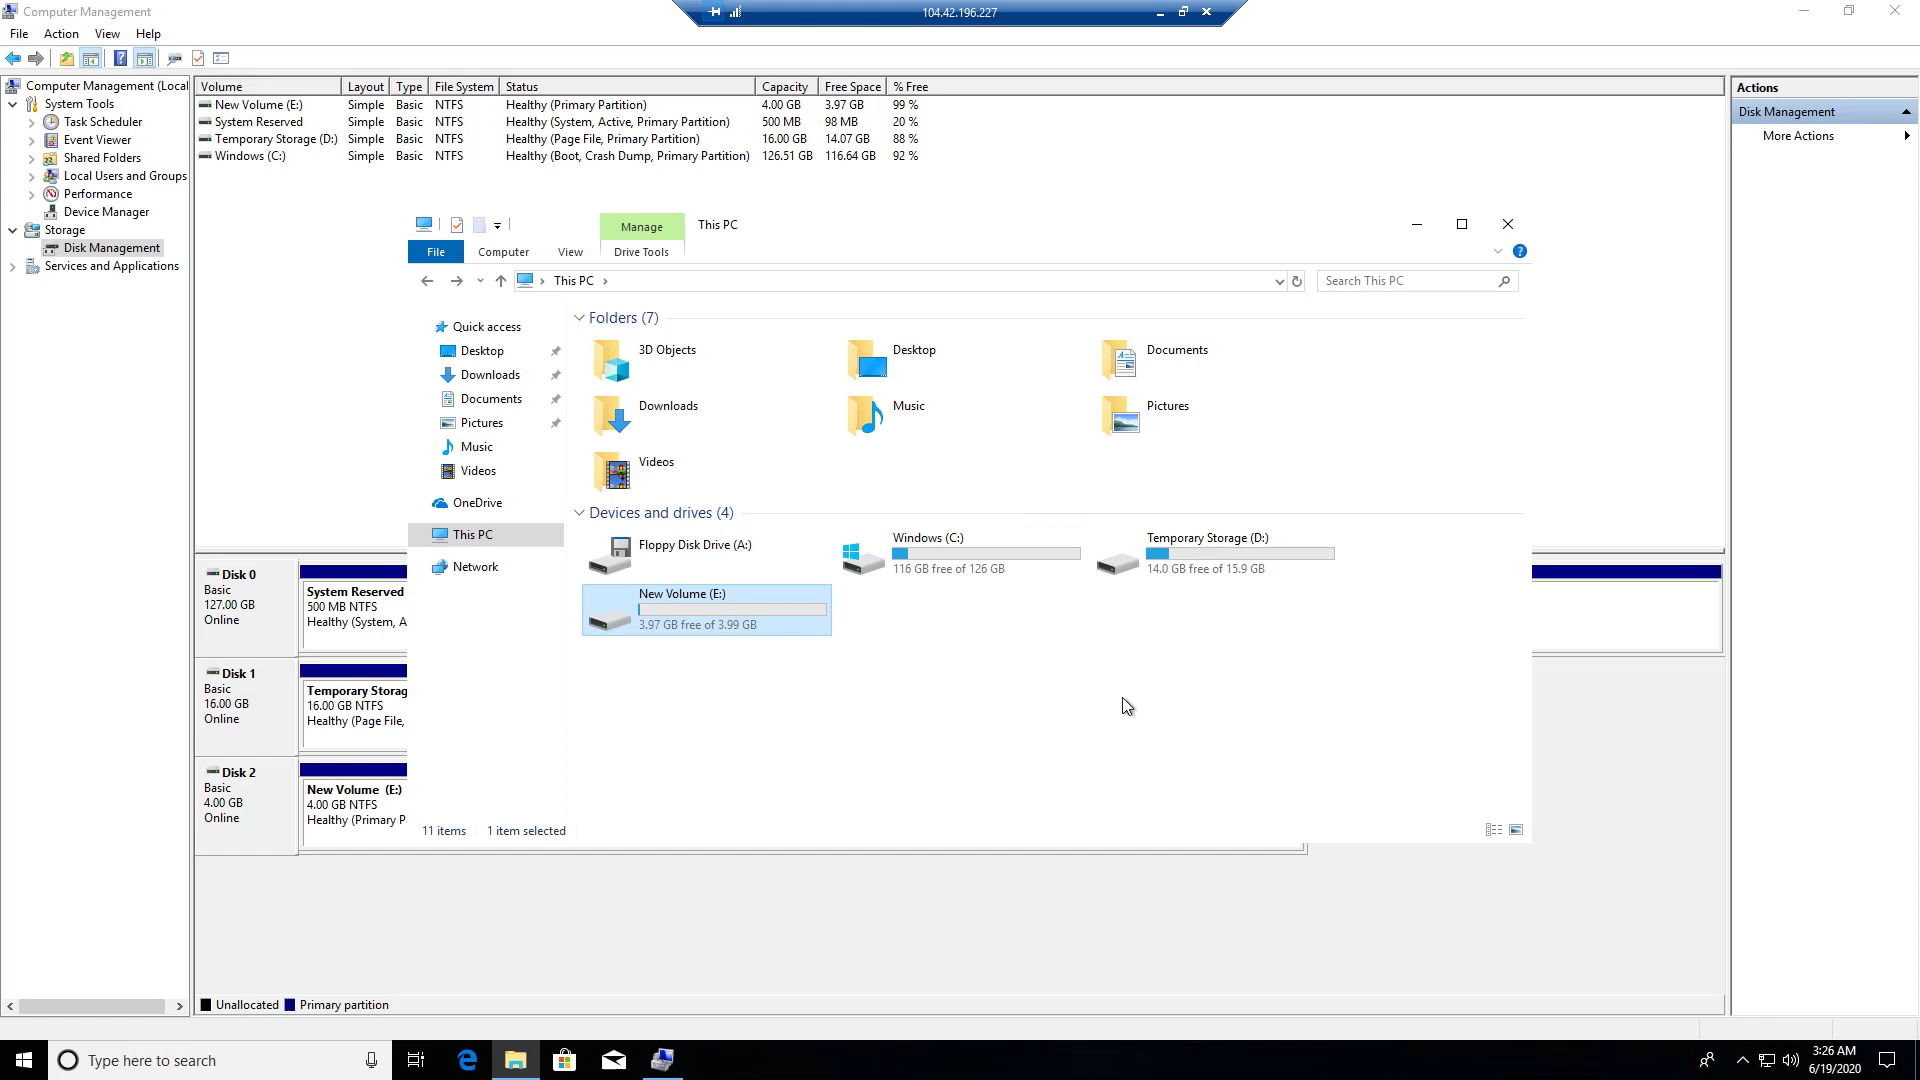 Computer Management
104.42.196.227
File Action View Help
Computer Management (Local
System Tools
Task Scheduler
Event Viewer
Shared Folders
Local Users and Groups
Performance
Device Manager
Storage
Disk Management
Services and Applications
Volume Layout Type File System Status Capacity Free Space % Free
New Volume (E:) Simple Basic NTFS Healthy (Primary Partition) 4.00 GB 3.97 GB 99 %
System Reserved Simple Basic NTFS Healthy (System, Active, Primary Partition) 500 MB 98 MB 20 %
Temporary Storage (D:) Simple Basic NTFS Healthy (Page File, Primary Partition) 16.00 GB 14.07 GB 88 %
Windows (C:) Simple Basic NTFS Healthy (Boot, Crash Dump, Primary Partition) 126.51 GB 116.64 GB 92 %
Actions
Disk Management
More Actions
Manage This PC
File Computer View Drive Tools
This PC
Search This PC
Quick access
Desktop
Downloads
Documents
Pictures
Music
Videos
OneDrive
This PC
Network
Folders (7)
3D Objects Desktop Documents
Downloads Music Pictures
Videos
Devices and drives (4)
Floppy Disk Drive (A:)
Windows (C:)
116 GB free of 126 GB
Temporary Storage (D:)
14.0 GB free of 15.9 GB
New Volume (E:)
3.97 GB free of 3.99 GB
11 items 1 item selected
Disk 0
Basic
127.00 GB
Online
System Reserved
500 MB NTFS
Healthy (System, A
Disk 1
Basic
16.00 GB
Online
Temporary Storag
16.00 GB NTFS
Healthy (Page File,
Disk 2
Basic
4.00 GB
Online
New Volume (E:)
4.00 GB NTFS
Healthy (Primary P
Unallocated Primary partition
Type here to search
3:26 AM
6/19/2020